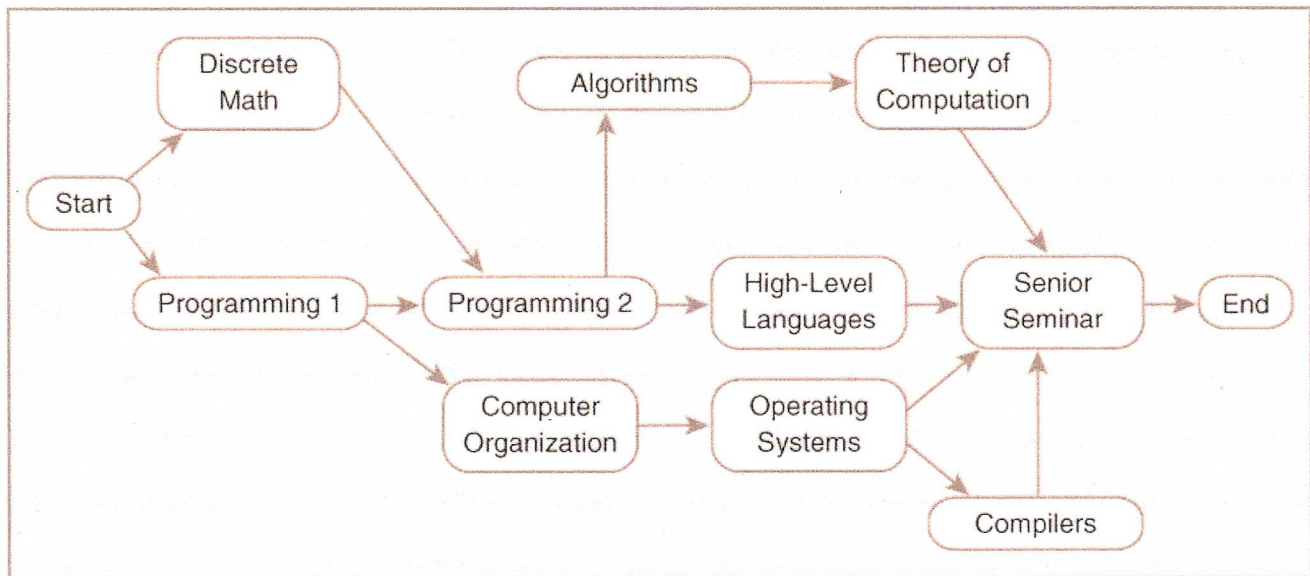 Discrete
Math
Algorithms
Theory of
Computation
Start
Programming 1
Programming 2
High-Level
Languages
Senior
Seminar
End
Computer
Organization
Operating
Systems
Compilers